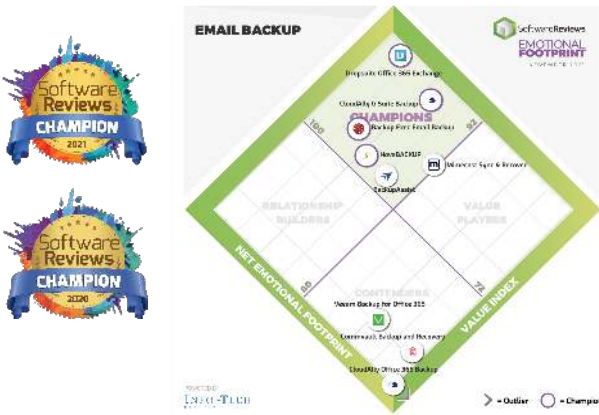 Software
Reviews
CHAMPION
2021
Software
Reviews
CHAMPION
2020
EMAIL BACKUP
SoftwareReviews
EMOTIONAL
FOOTPRINT
Dropsuite Office 365 Exchange
CloudAlly G Suite Backup
CHAMPIONS
100
92
Backup Email Backup
NovaBACKUP
Mimecast Sync & Recover
BackupAssist
RELATIONSHIP
BUILDERS
VALUE
PLAYERS
80
72
CONTENDERS
Veeam Backup for Office 365
Commvault Backup and Recovery
CloudAlly Office 365 Backup
NET EMOTIONAL FOOTPRINT
VALUE INDEX
POWERED BY
INFO-TECH
= Outlier
= Champion